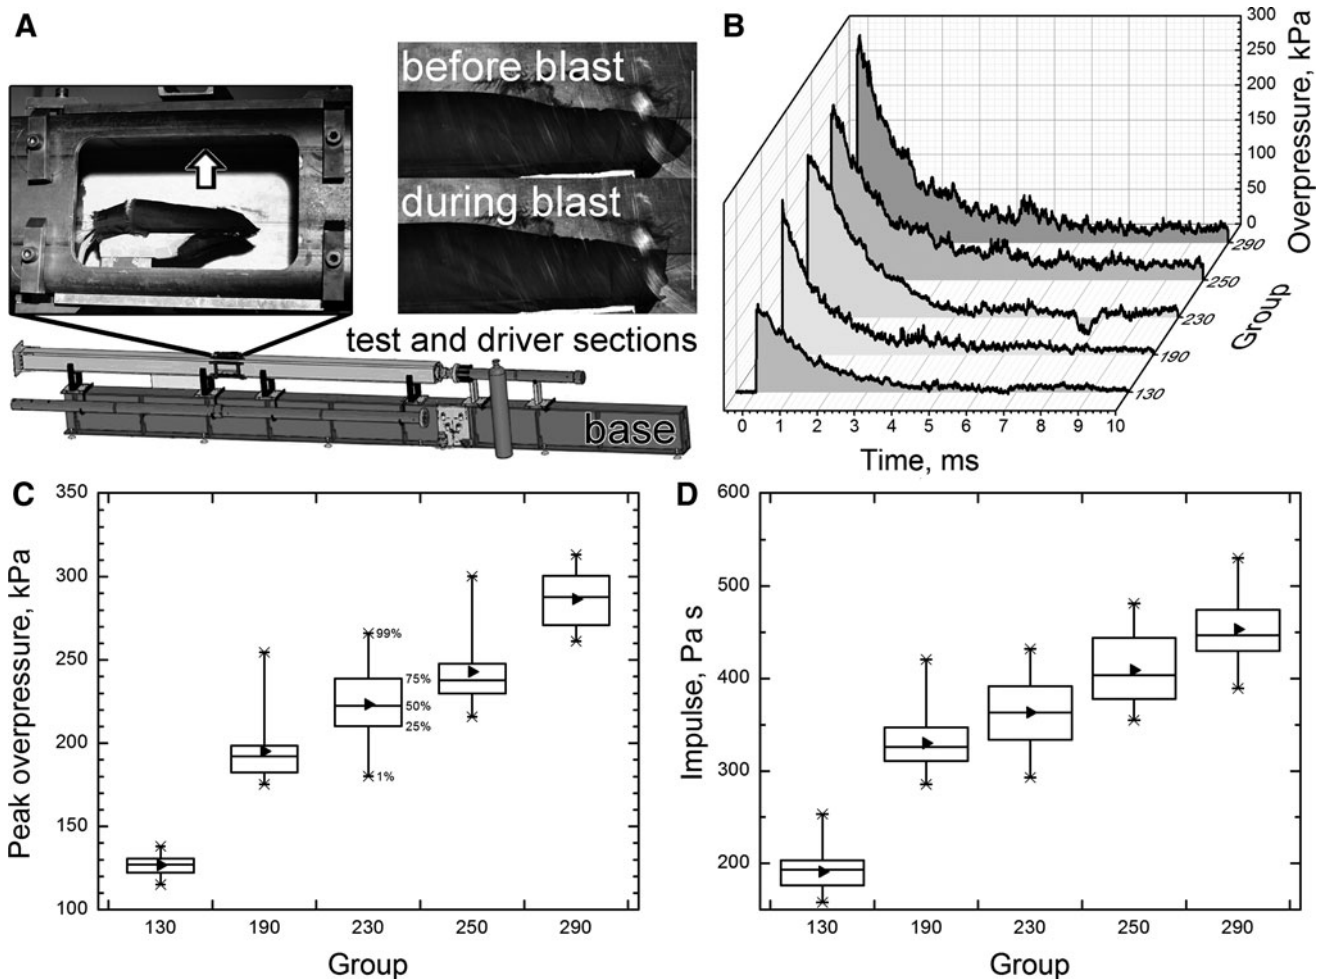 A
before blast
during blast
test and driver sections
base
B
300
250
200
150
100
50
0
Overpressure, kPa
290
250
230
190
130
Group
0 1 2 3 4 5 6 7 8 9 10
Time, ms
C
350
300
250
200
150
100
Peak overpressure, kPa
99%
75%
50%
25%
1%
130 190 230 250 290
Group
D
600
500
400
300
200
Impulse, Pa s
130 190 230 250 290
Group